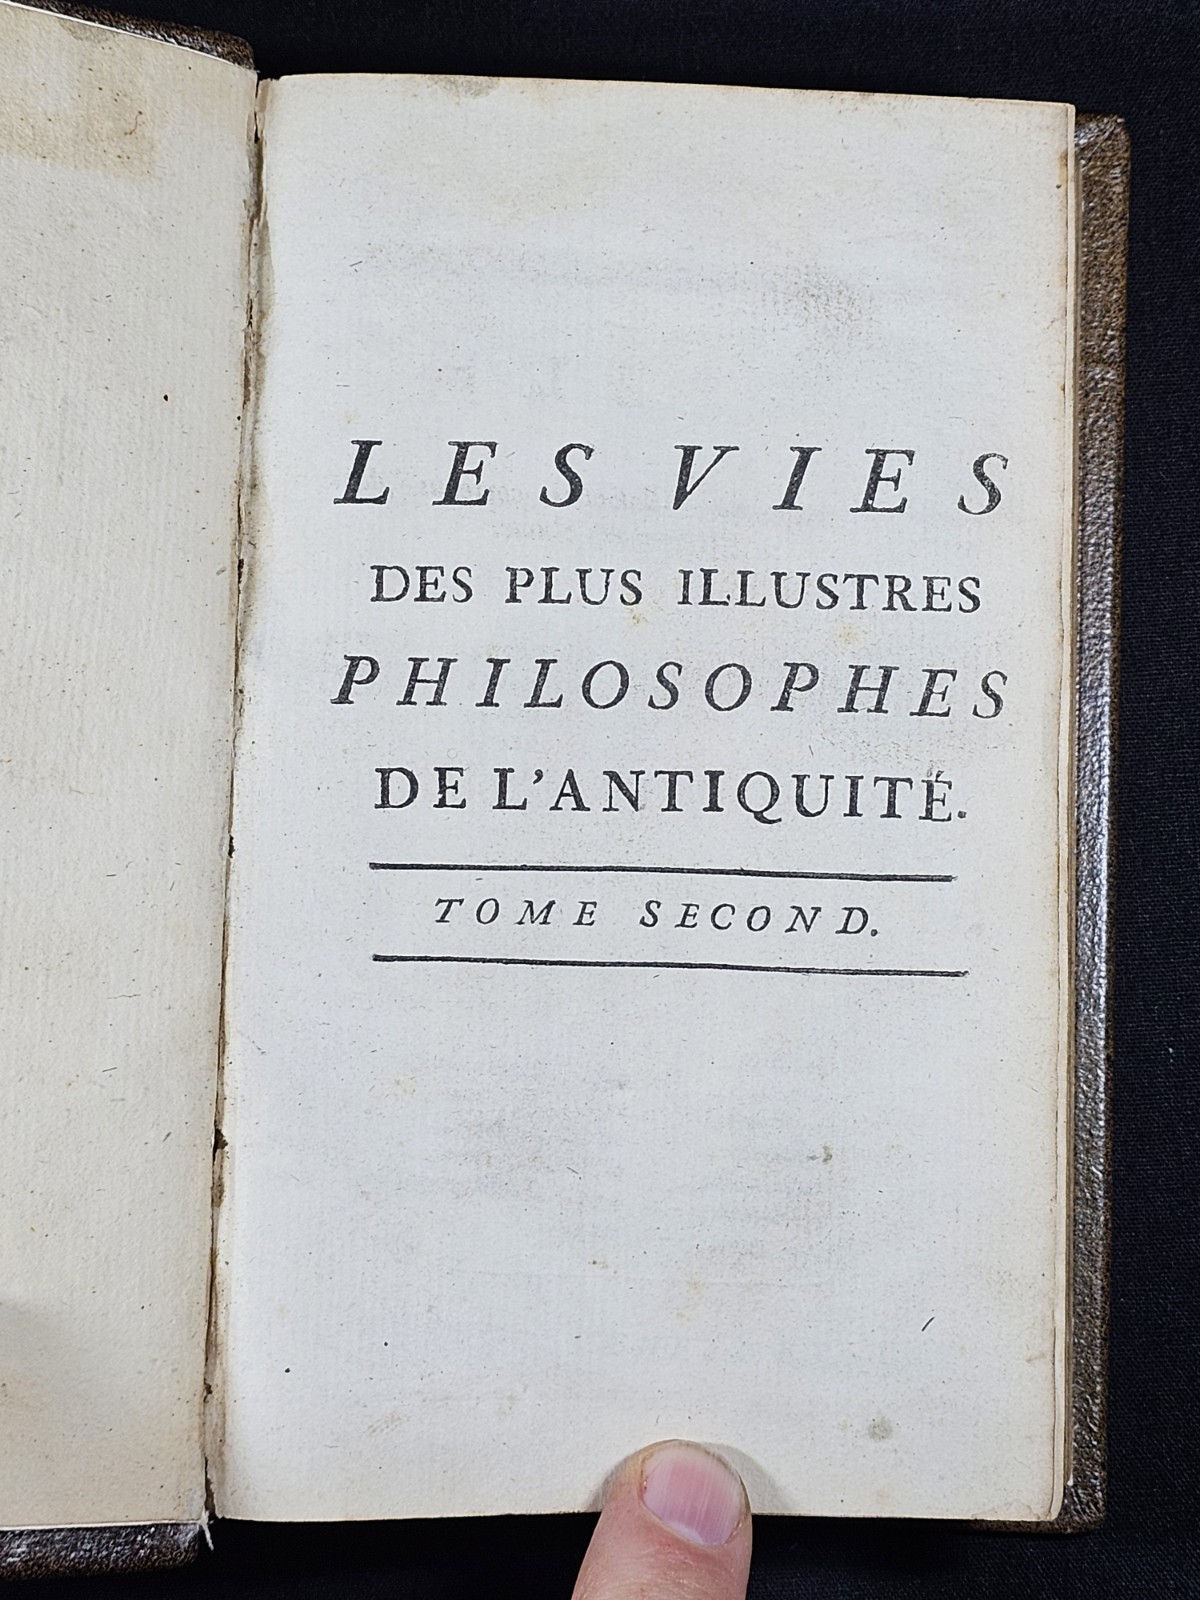 LES VIES
DES PLUS ILLUSTRES
PHILOSOPHES
DE L'ANTIQUITÉ.
TOME SECOND.